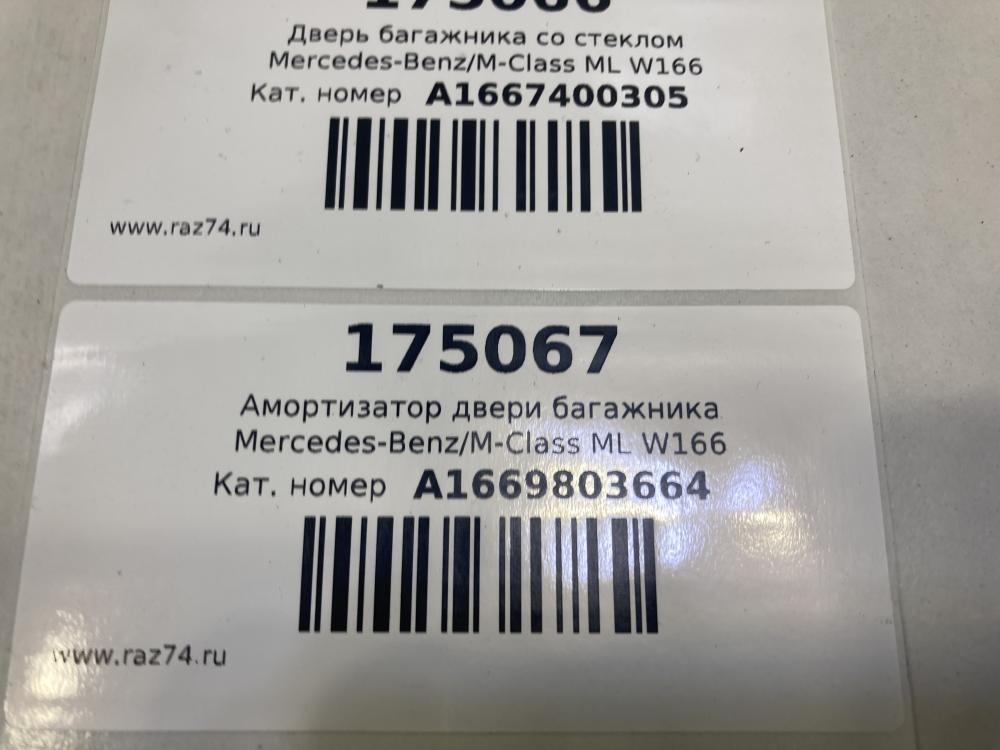 175066
Дверь багажника со стеклом
Mercedes-Benz/M-Class ML W166
Кат. номер A1667400305
www.raz74.ru
175067
Амортизатор двери багажника
Mercedes-Benz/M-Class ML W166
Кат. номер A1669803664
www.raz74.ru